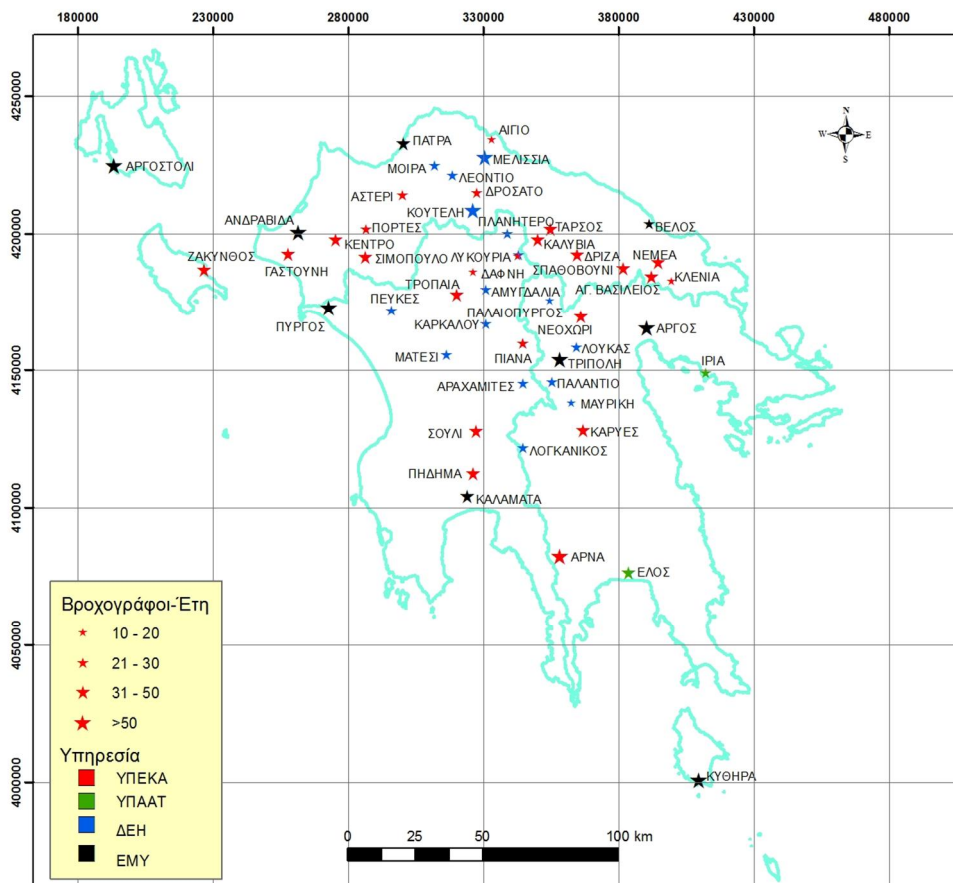 180000 230000 280000 330000 380000 430000 480000
4250000
4200000
4150000
4100000
4050000
4000000
N
W E
S
ΑΙΓΙΟ
ΠΑΤΡΑ
ΜΕΛΙΣΣΙΑ
ΑΡΓΟΣΤΟΛΙ
ΜΟΙΡΑ
ΛΕΟΝΤΙΟ
ΑΣΤΕΡΙ
ΔΡΟΣΑΤΟ
ΚΟΥΤΕΛΗ
ΑΝΔΡΑΒΙΔΑ
ΠΛΑΝΗΤΕΡΟ
ΠΟΡΤΕΣ
ΤΑΡΣΟΣ
ΒΕΛΟΣ
ΚΕΝΤΡΟ
ΚΑΛΥΒΙΑ
ΖΑΚΥΝΘΟΣ
ΓΑΣΤΟΥΝΗ
ΣΙΜΟΠΟΥΛΟ
ΛΥΚΟΥΡΙΑ
ΔΡΙΖΑ
ΝΕΜΕΑ
ΣΠΑΘΟΒΟΥΝΙ
ΔΑΦΝΗ
ΚΛΕΝΙΑ
ΤΡΟΠΑΙΑ
ΑΜΥΓΔΑΛΙΑ
ΑΓ. ΒΑΣΙΛΕΙΟΣ
ΠΕΥΚΕΣ
ΠΑΛΑΙΟΠΥΡΓΟΣ
ΠΥΡΓΟΣ
ΚΑΡΚΑΛΟΥ
ΝΕΟΧΩΡΙ
ΑΡΓΟΣ
ΜΑΤΕΣΙ
ΠΙΑΝΑ
ΛΟΥΚΑΣ
ΤΡΙΠΟΛΗ
ΙΡΙΑ
ΑΡΑΧΑΜΙΤΕΣ
ΠΑΛΑΝΤΙΟ
ΜΑΥΡΙΚΗ
ΣΟΥΛΙ
ΚΑΡΥΕΣ
ΛΟΓΚΑΝΙΚΟΣ
ΠΗΔΗΜΑ
ΚΑΛΑΜΑΤΑ
ΑΡΝΑ
ΕΛΟΣ
ΚΥΘΗΡΑ
Βροχογράφοι-Έτη
10 - 20
21 - 30
31 - 50
>50
Υπηρεσία
ΥΠΕΚΑ
ΥΠΑΑΤ
ΔΕΗ
ΕΜΥ
0 25 50 100 km